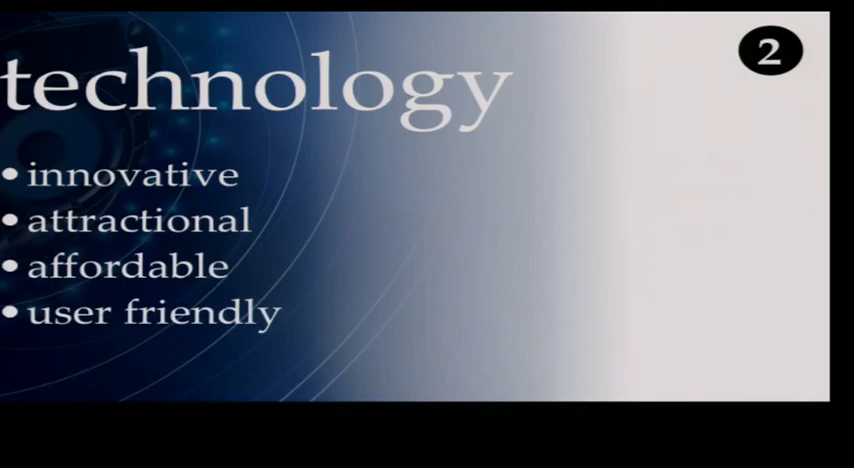 technology
2
• innovative
• attractional
• affordable
• user friendly